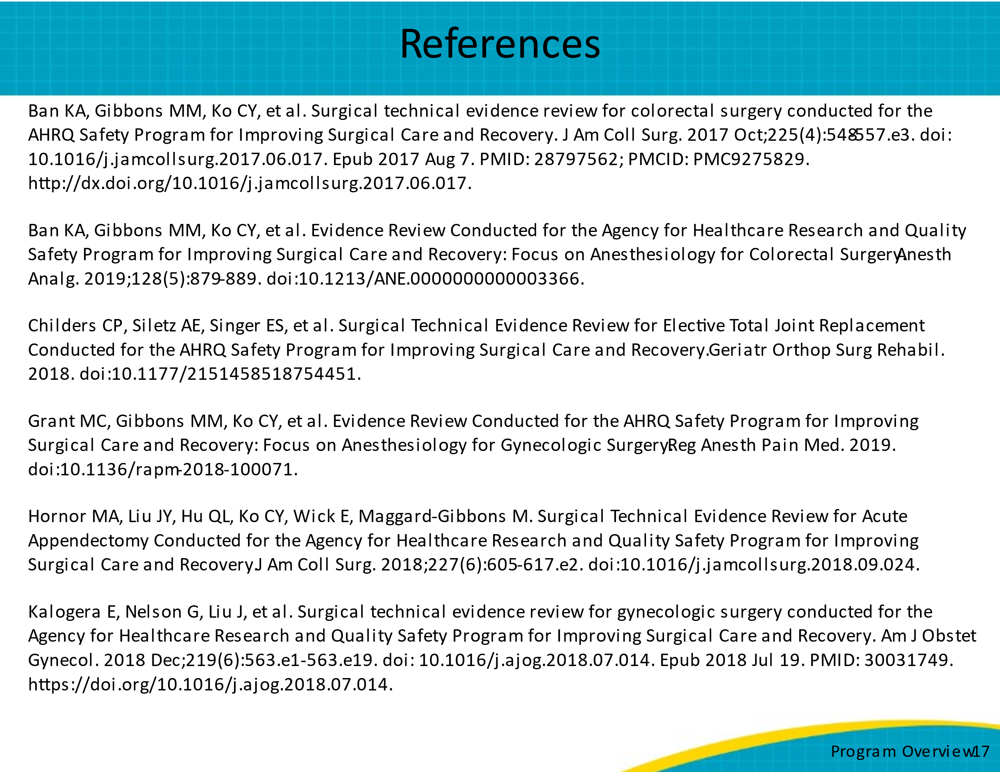 References
Ban KA, Gibbons MM, Ko CY, et al. Surgical technical evidence review for colorectal surgery conducted for the
AHRQ Safety Program for Improving Surgical Care and Recovery. J Am Coll Surg. 2017 Oct;225(4):548-557.e3. doi:
10.1016/j.jamcollsurg.2017.06.017. Epub 2017 Aug 7. PMID: 28797562; PMCID: PMC9275829.
http://dx.doi.org/10.1016/j.jamcollsurg.2017.06.017.
Ban KA, Gibbons MM, Ko CY, et al. Evidence Review Conducted for the Agency for Healthcare Research and Quality
Safety Program for Improving Surgical Care and Recovery: Focus on Anesthesiology for Colorectal Surgery. Anesth
Analg. 2019;128(5):879-889. doi:10.1213/ANE.0000000000003366.
Childers CP, Siletz AE, Singer ES, et al. Surgical Technical Evidence Review for Elective Total Joint Replacement
Conducted for the AHRQ Safety Program for Improving Surgical Care and Recovery. Geriatr Orthop Surg Rehabil.
2018. doi:10.1177/2151458518754451.
Grant MC, Gibbons MM, Ko CY, et al. Evidence Review Conducted for the AHRQ Safety Program for Improving
Surgical Care and Recovery: Focus on Anesthesiology for Gynecologic Surgery. Reg Anesth Pain Med. 2019.
doi:10.1136/rapm-2018-100071.
Hornor MA, Liu JY, Hu QL, Ko CY, Wick E, Maggard-Gibbons M. Surgical Technical Evidence Review for Acute
Appendectomy Conducted for the Agency for Healthcare Research and Quality Safety Program for Improving
Surgical Care and Recovery. J Am Coll Surg. 2018;227(6):605-617.e2. doi:10.1016/j.jamcollsurg.2018.09.024.
Kalogera E, Nelson G, Liu J, et al. Surgical technical evidence review for gynecologic surgery conducted for the
Agency for Healthcare Research and Quality Safety Program for Improving Surgical Care and Recovery. Am J Obstet
Gynecol. 2018 Dec;219(6):563.e1-563.e19. doi: 10.1016/j.ajog.2018.07.014. Epub 2018 Jul 19. PMID: 30031749.
https://doi.org/10.1016/j.ajog.2018.07.014.
Program Overview 17